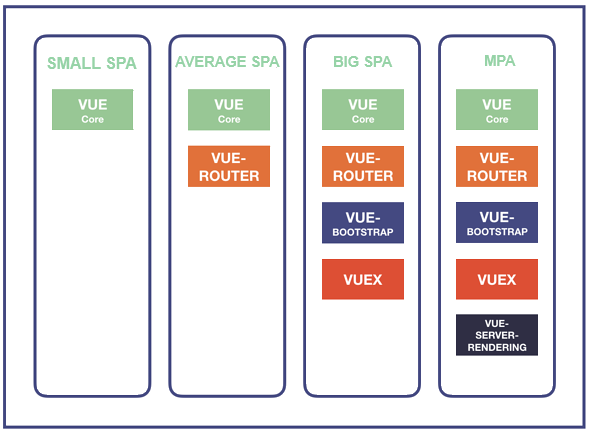 SMALL SPA
VUE
Core
AVERAGE SPA
VUE
Core
VUE-
ROUTER
BIG SPA
VUE
Core
VUE-
ROUTER
VUE-
BOOTSTRAP
VUEX
MPA
VUE
Core
VUE-
ROUTER
VUE-
BOOTSTRAP
VUEX
VUE-
SERVER-
RENDERING